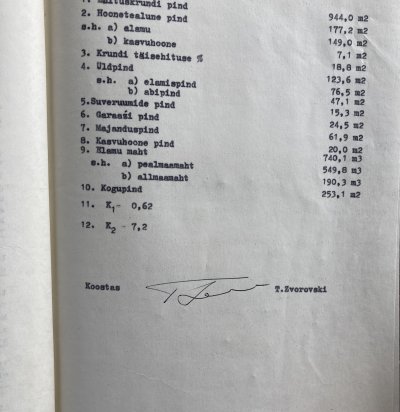 1. Ehituskrundi pind 944,0 m2
2. Hoonetealune pind 177,2 m2
s.h. a) elamu 149,0 m2
b) kasvuhoone 7,1 m2
3. Krundi täisehituse % 18,8 m2
4. Üldpind 123,6 m2
s.h. a) elamispind 76,5 m2
b) abipind 47,1 m2
5.Suveruumide pind 15,3 m2
6. Garaaži pind 24,5 m2
7. Majanduspind 61,9 m2
8. Kasvuhoone pind 20,0 m2
9. Elamu maht 740,1 m3
s.h. a) pealmaamaht 549,8 m3
b) allmaamaht 190,3 m3
10. Kogupind 253,1 m2
11. K1- 0,62
12. K2 - 7,2
Koostas T.Zvorovski